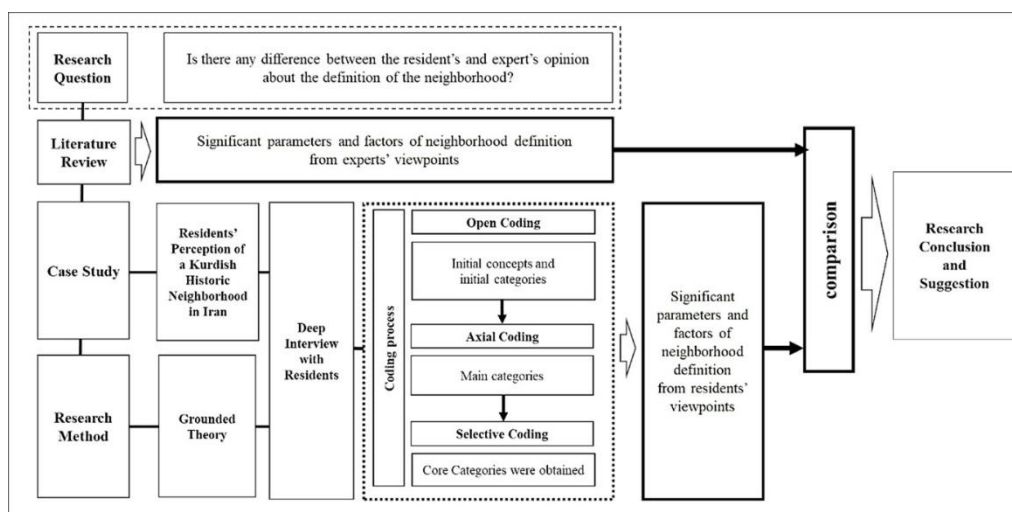 Research
Question
Is there any difference between the resident's and expert's opinion
about the definition of the neighborhood?
Literature
Review
Significant parameters and factors of neighborhood definition
from experts' viewpoints
Case Study
Residents'
Perception of
a Kurdish
Historic
Neighborhood
in Iran
Research
Method
Grounded
Theory
Deep
Interview
with
Residents
Coding process
Open Coding
Initial concepts and
initial categories
Axial Coding
Main categories
Selective Coding
Core Categories were obtained
Significant
parameters and
factors of
neighborhood
definition
from residents'
viewpoints
comparison
Research
Conclusion
and
Suggestion